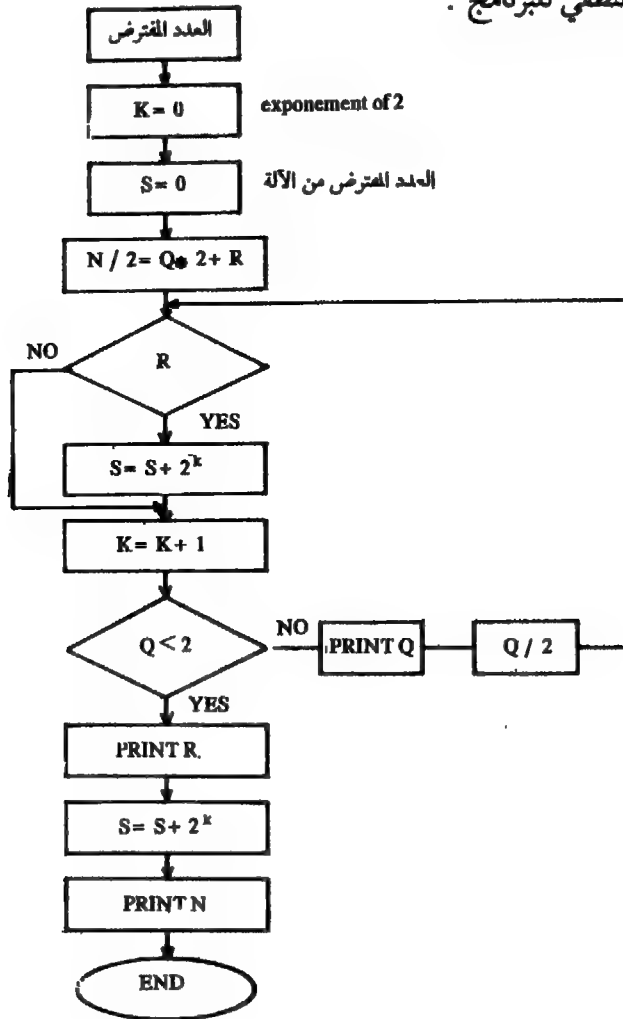 للبرنامج .
العدد المفترض
K = 0 exponement of 2
S = 0 العدد المفترض من الآلة
N / 2 = Q * 2 + R
R
NO
YES
S = S + 2^k
K = K + 1
Q < 2
NO
PRINT Q
Q / 2
YES
PRINT R.
S = S + 2^k
PRINT N
END